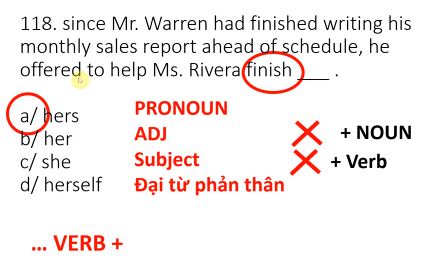 118. since Mr. Warren had finished writing his
monthly sales report ahead of schedule, he
offered to help Ms. Rivera finish ___ .
a/ hers PRONOUN
b/ her ADJ + NOUN
c/ she Subject + Verb
d/ herself Đại từ phản thân
... VERB +